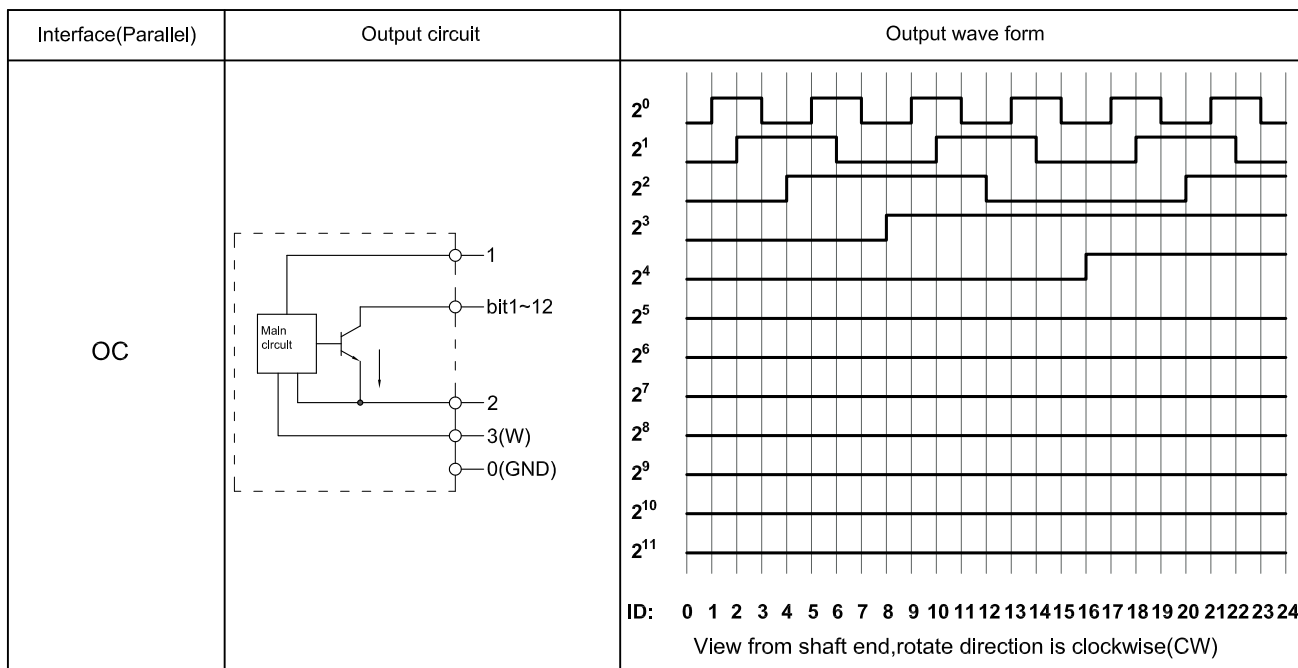 Interface(Parallel)
Output circuit
Output wave form
OC
Main
circuit
1
bit1~12
2
3(W)
0(GND)
2⁰
2¹
2²
2³
2⁴
2⁵
2⁶
2⁷
2⁸
2⁹
2¹⁰
2¹¹
ID: 0 1 2 3 4 5 6 7 8 9 10 11 12 13 14 15 16 17 18 19 20 21 22 23 24
View from shaft end,rotate direction is clockwise(CW)